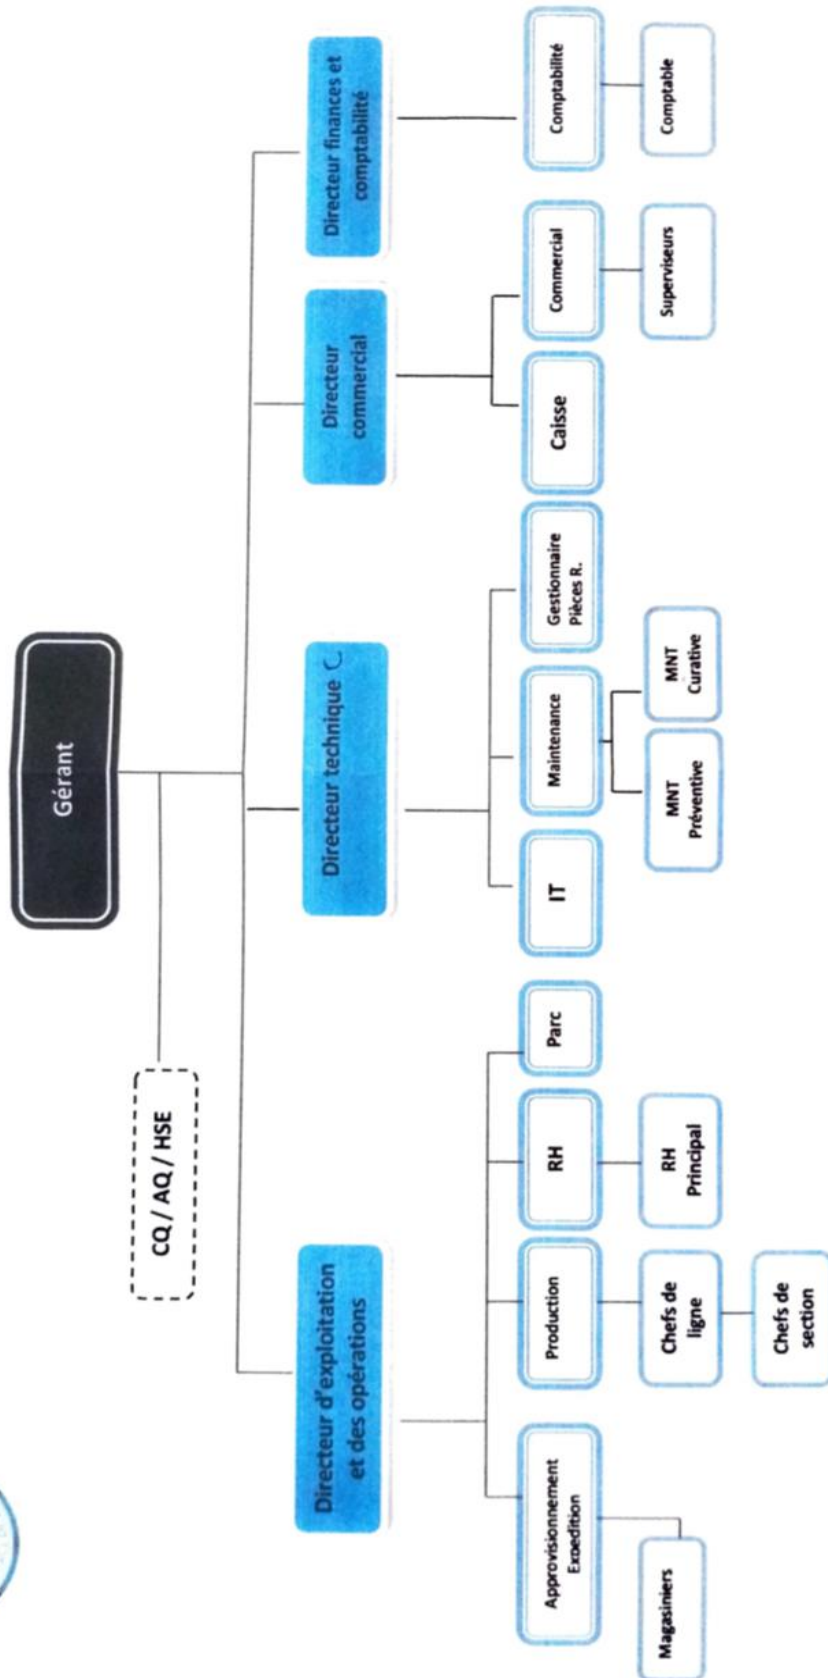 Gérant
CQ / AQ / HSE
Directeur d'exploitation
et des opérations
Directeur technique C.
Directeur
commercial
Directeur finances et
comptabilité
Approvisionnement
Expedition
Production
RH
Parc
IT
Maintenance
Gestionnaire
Pièces R.
Caisse
Commercial
Comptabilité
Magasiniers
Chefs de
ligne
RH
Principal
MNT
Préventive
MNT
Curative
Superviseurs
Comptable
Chefs de
section